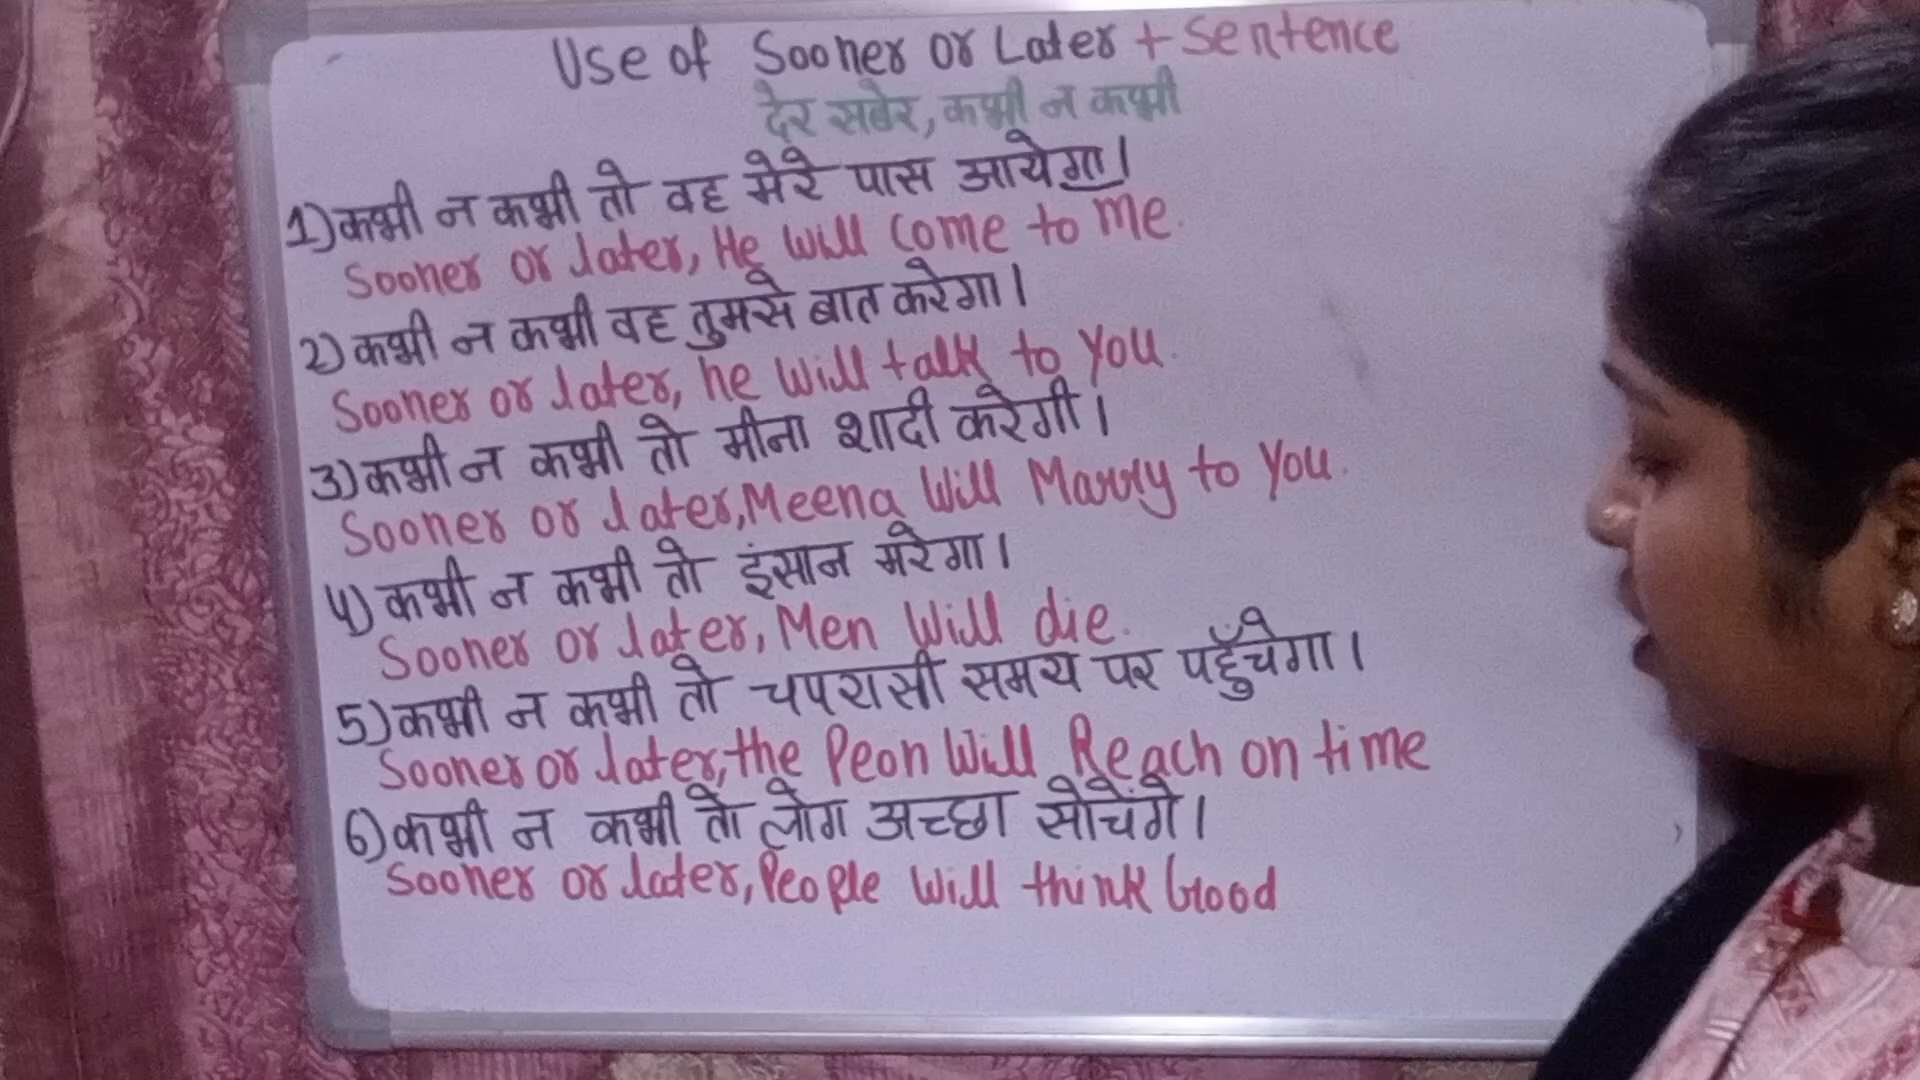 Use of Sooner or Later + Sentence
देर सबेर, कभी न कभी
1) कभी न कभी तो वह मेरे पास आयेगा।
Sooner or later, He will come to me.
2) कभी न कभी वह तुमसे बात करेगा।
Sooner or later, he will talk to you.
3) कभी न कभी तो मीना शादी करेगी।
Sooner or later, Meena will Marry to you.
4) कभी न कभी तो इंसान मरेगा।
Sooner or later, Men will die.
5) कभी न कभी तो चपरासी समय पर पहुँचेगा।
Sooner or later, the Peon will Reach on time
6) कभी न कभी तो लोग अच्छा सोचेंगे।
Sooner or later, People will think Good